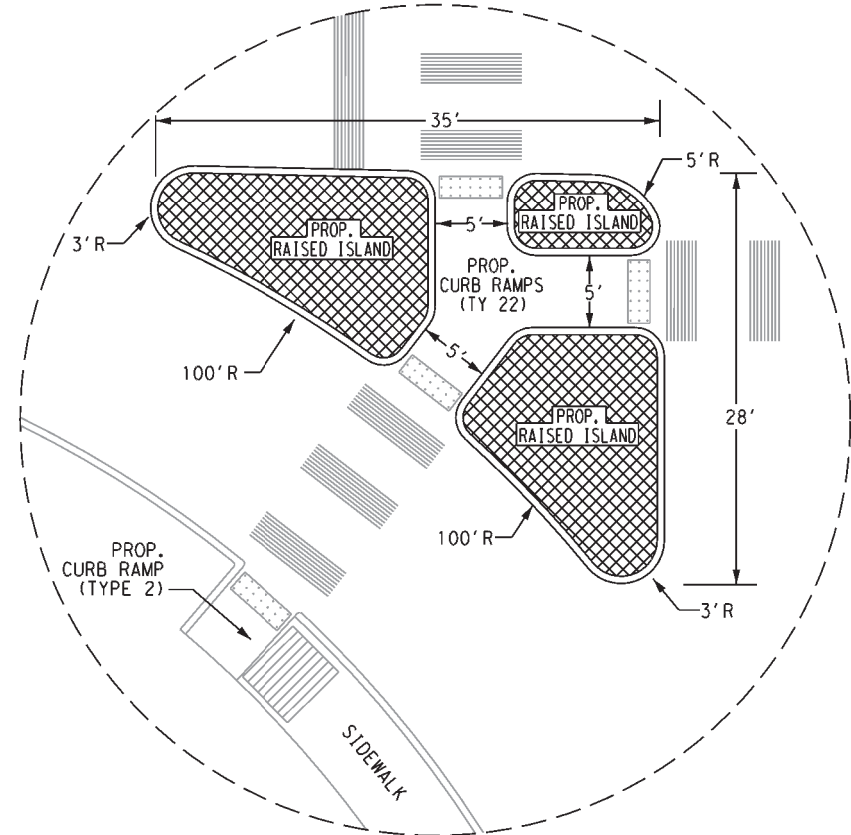 35'
5'R
PROP.
RAISED ISLAND
3'R
PROP.
RAISED ISLAND
5'
PROP.
CURB RAMPS
(TY 22)
5'
5'
100'R
PROP.
RAISED ISLAND
28'
100'R
PROP.
CURB RAMP
(TYPE 2)
3'R
SIDEWALK